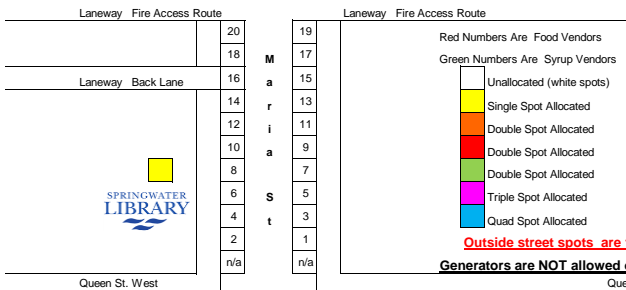 Laneway Fire Access Route
Laneway Fire Access Route
20 19
Red Numbers Are Food Vendors
18 M 17
Green Numbers Are Syrup Vendors
Laneway Back Lane
16 a 15
Unallocated (white spots)
14 r 13
Single Spot Allocated
12 i 11
Double Spot Allocated
10 a 9
Double Spot Allocated
8 7
Double Spot Allocated
SPRINGWATER
LIBRARY
6 S 5
Triple Spot Allocated
4 t 3
Quad Spot Allocated
2 1
Outside street spots are
n/a n/a
Generators are NOT allowed
Queen St. West